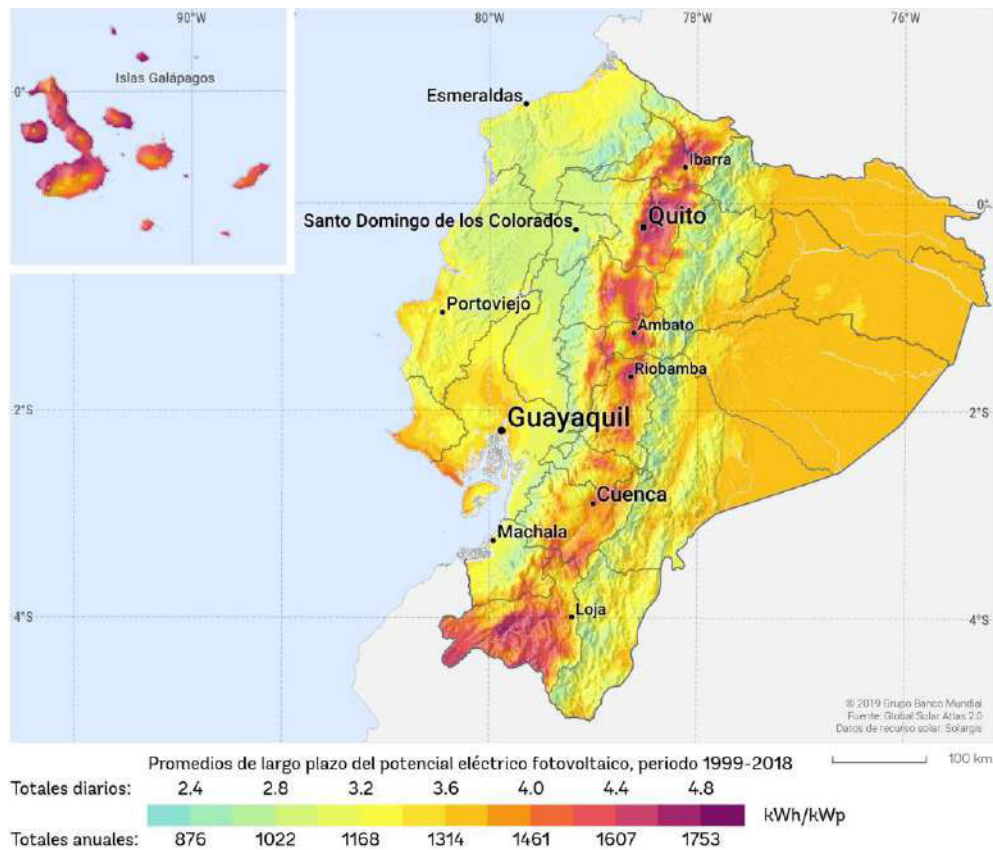 90°W
80°W
78°W
76°W
Islas Galápagos
0°
Esmeraldas
Ibarra
0°
Santo Domingo de los Colorados
Quito
Portoviejo
Ambato
Riobamba
2°S
2°S
Guayaquil
Cuenca
Machala
4°S
Loja
4°S
© 2019 Grupo Banco Mundial
Fuente: Global Solar Atlas 2.0
Datos de recurso solar: Solargis
Promedios de largo plazo del potencial eléctrico fotovoltaico, periodo 1999-2018
100 km
Totales diarios: 2.4 2.8 3.2 3.6 4.0 4.4 4.8
kWh/kWp
Totales anuales: 876 1022 1168 1314 1461 1607 1753